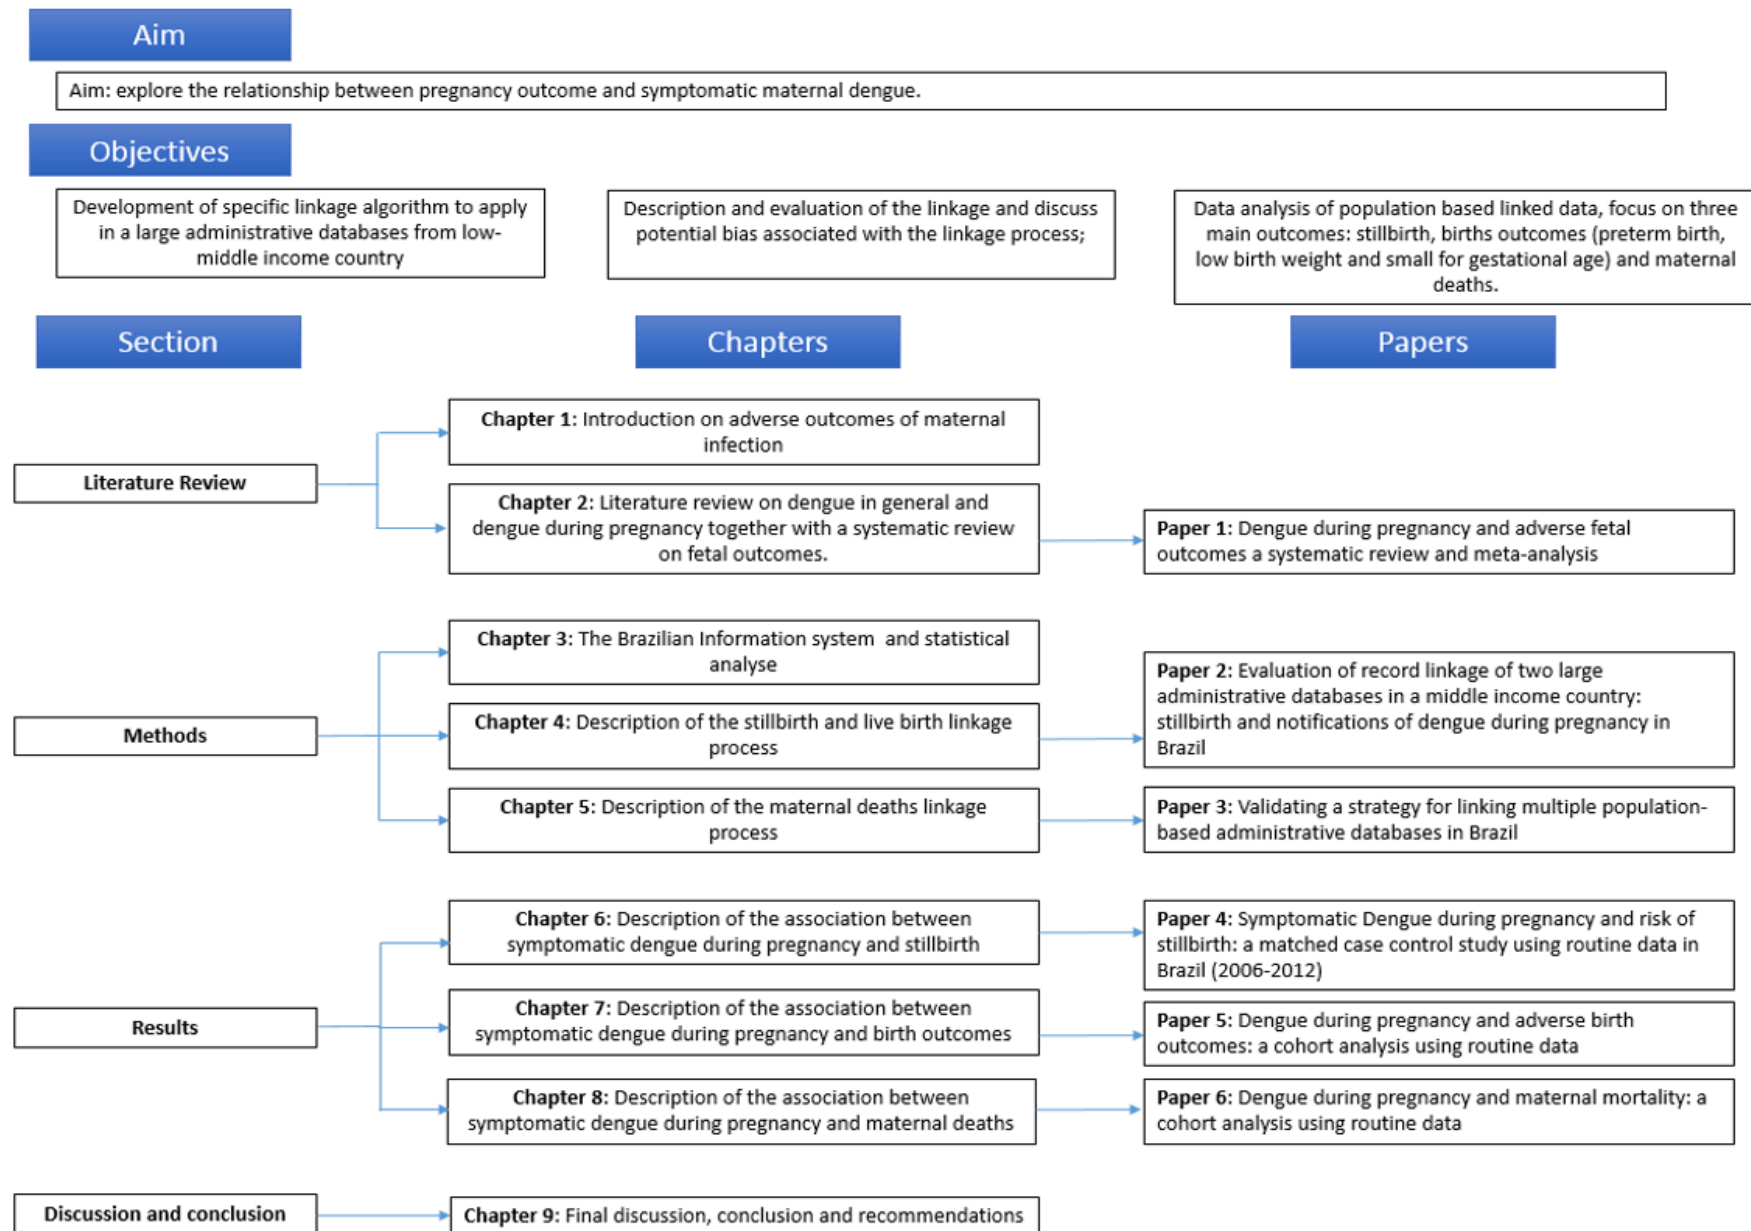 Aim
Aim: explore the relationship between pregnancy outcome and symptomatic maternal dengue.
Objectives
Development of specific linkage algorithm to apply
in a large administrative databases from low-
middle income country
Description and evaluation of the linkage and discuss
potential bias associated with the linkage process;
Data analysis of population based linked data, focus on three
main outcomes: stillbirth, births outcomes (preterm birth,
low birth weight and small for gestational age) and maternal
deaths.
Section
Chapters
Papers
Literature Review
Chapter 1: Introduction on adverse outcomes of maternal
infection
Chapter 2: Literature review on dengue in general and
dengue during pregnancy together with a systematic review
on fetal outcomes.
Paper 1: Dengue during pregnancy and adverse fetal
outcomes a systematic review and meta-analysis
Methods
Chapter 3: The Brazilian Information system and statistical
analyse
Chapter 4: Description of the stillbirth and live birth linkage
process
Paper 2: Evaluation of record linkage of two large
administrative databases in a middle income country:
stillbirth and notifications of dengue during pregnancy in
Brazil
Chapter 5: Description of the maternal deaths linkage
process
Paper 3: Validating a strategy for linking multiple population-
based administrative databases in Brazil
Results
Chapter 6: Description of the association between
symptomatic dengue during pregnancy and stillbirth
Paper 4: Symptomatic Dengue during pregnancy and risk of
stillbirth: a matched case control study using routine data in
Brazil (2006-2012)
Chapter 7: Description of the association between
symptomatic dengue during pregnancy and birth outcomes
Paper 5: Dengue during pregnancy and adverse birth
outcomes: a cohort analysis using routine data
Chapter 8: Description of the association between
symptomatic dengue during pregnancy and maternal deaths
Paper 6: Dengue during pregnancy and maternal mortality: a
cohort analysis using routine data
Discussion and conclusion
Chapter 9: Final discussion, conclusion and recommendations